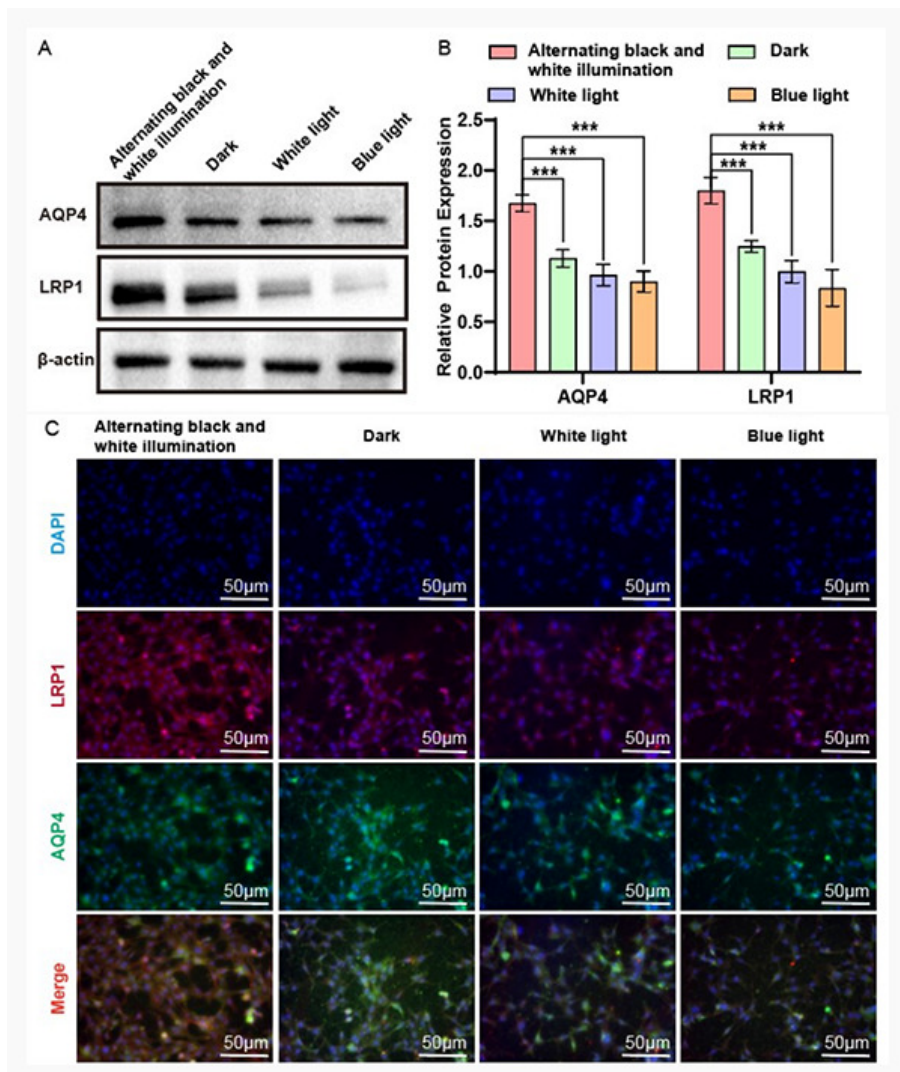 A
Alternating black and
white illumination
Dark
White light
Blue light
AQP4
LRP1
β-actin
B
Alternating black and
white illumination
Dark
White light
Blue light
Relative Protein Expression
2.5
2.0
1.5
1.0
0.5
0.0
***
***
***
***
***
***
AQP4
LRP1
C
Alternating black and
white illumination
Dark
White light
Blue light
DAPI
50μm
50μm
50μm
50μm
LRP1
50μm
50μm
50μm
50μm
AQP4
50μm
50μm
50μm
50μm
Merge
50μm
50μm
50μm
50μm